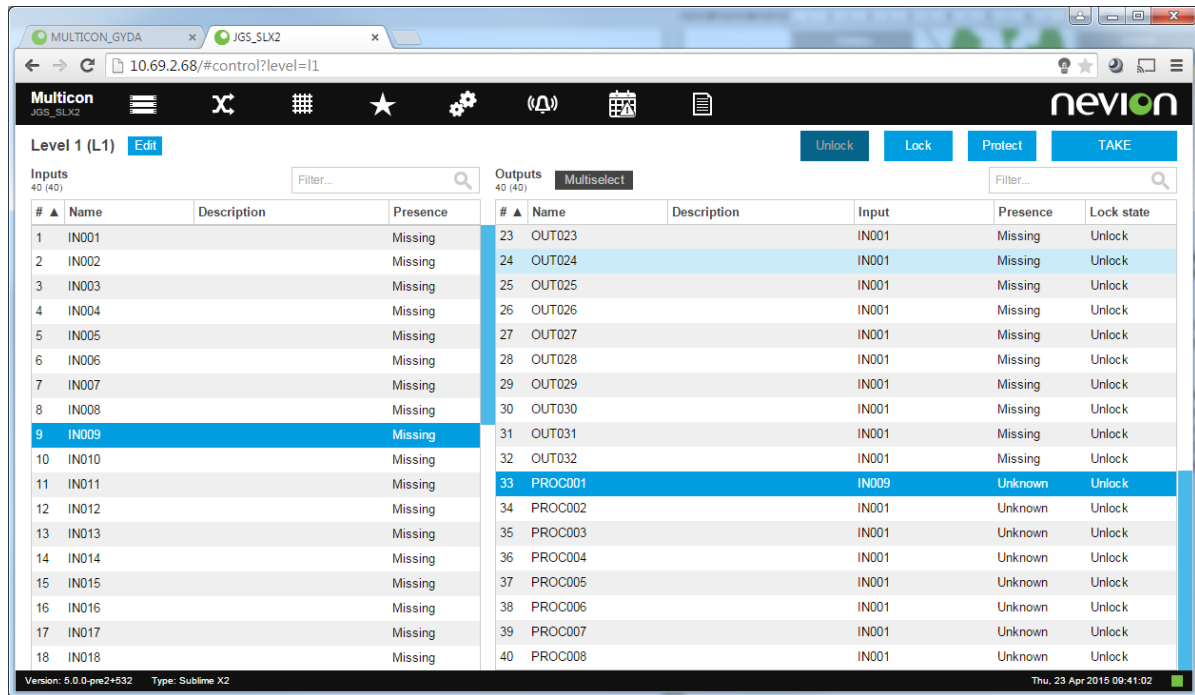 MULTICON_GYDA × JGS_SLX2 ×
10.69.2.68/#control?level=l1
Multicon
JGS_SLX2
nevion
Level 1 (L1) Edit Unlock Lock Protect TAKE
Inputs
40 (40)
Filter...
Outputs
40 (40)
Multiselect
Filter...
# ▲ Name Description Presence
1 IN001 Missing
2 IN002 Missing
3 IN003 Missing
4 IN004 Missing
5 IN005 Missing
6 IN006 Missing
7 IN007 Missing
8 IN008 Missing
9 IN009 Missing
10 IN010 Missing
11 IN011 Missing
12 IN012 Missing
13 IN013 Missing
14 IN014 Missing
15 IN015 Missing
16 IN016 Missing
17 IN017 Missing
18 IN018 Missing
# ▲ Name Description Input Presence Lock state
23 OUT023 IN001 Missing Unlock
24 OUT024 IN001 Missing Unlock
25 OUT025 IN001 Missing Unlock
26 OUT026 IN001 Missing Unlock
27 OUT027 IN001 Missing Unlock
28 OUT028 IN001 Missing Unlock
29 OUT029 IN001 Missing Unlock
30 OUT030 IN001 Missing Unlock
31 OUT031 IN001 Missing Unlock
32 OUT032 IN001 Missing Unlock
33 PROC001 IN009 Unknown Unlock
34 PROC002 IN001 Unknown Unlock
35 PROC003 IN001 Unknown Unlock
36 PROC004 IN001 Unknown Unlock
37 PROC005 IN001 Unknown Unlock
38 PROC006 IN001 Unknown Unlock
39 PROC007 IN001 Unknown Unlock
40 PROC008 IN001 Unknown Unlock
Version: 5.0.0-pre2+532 Type: Sublime X2 Thu, 23 Apr 2015 09:41:02